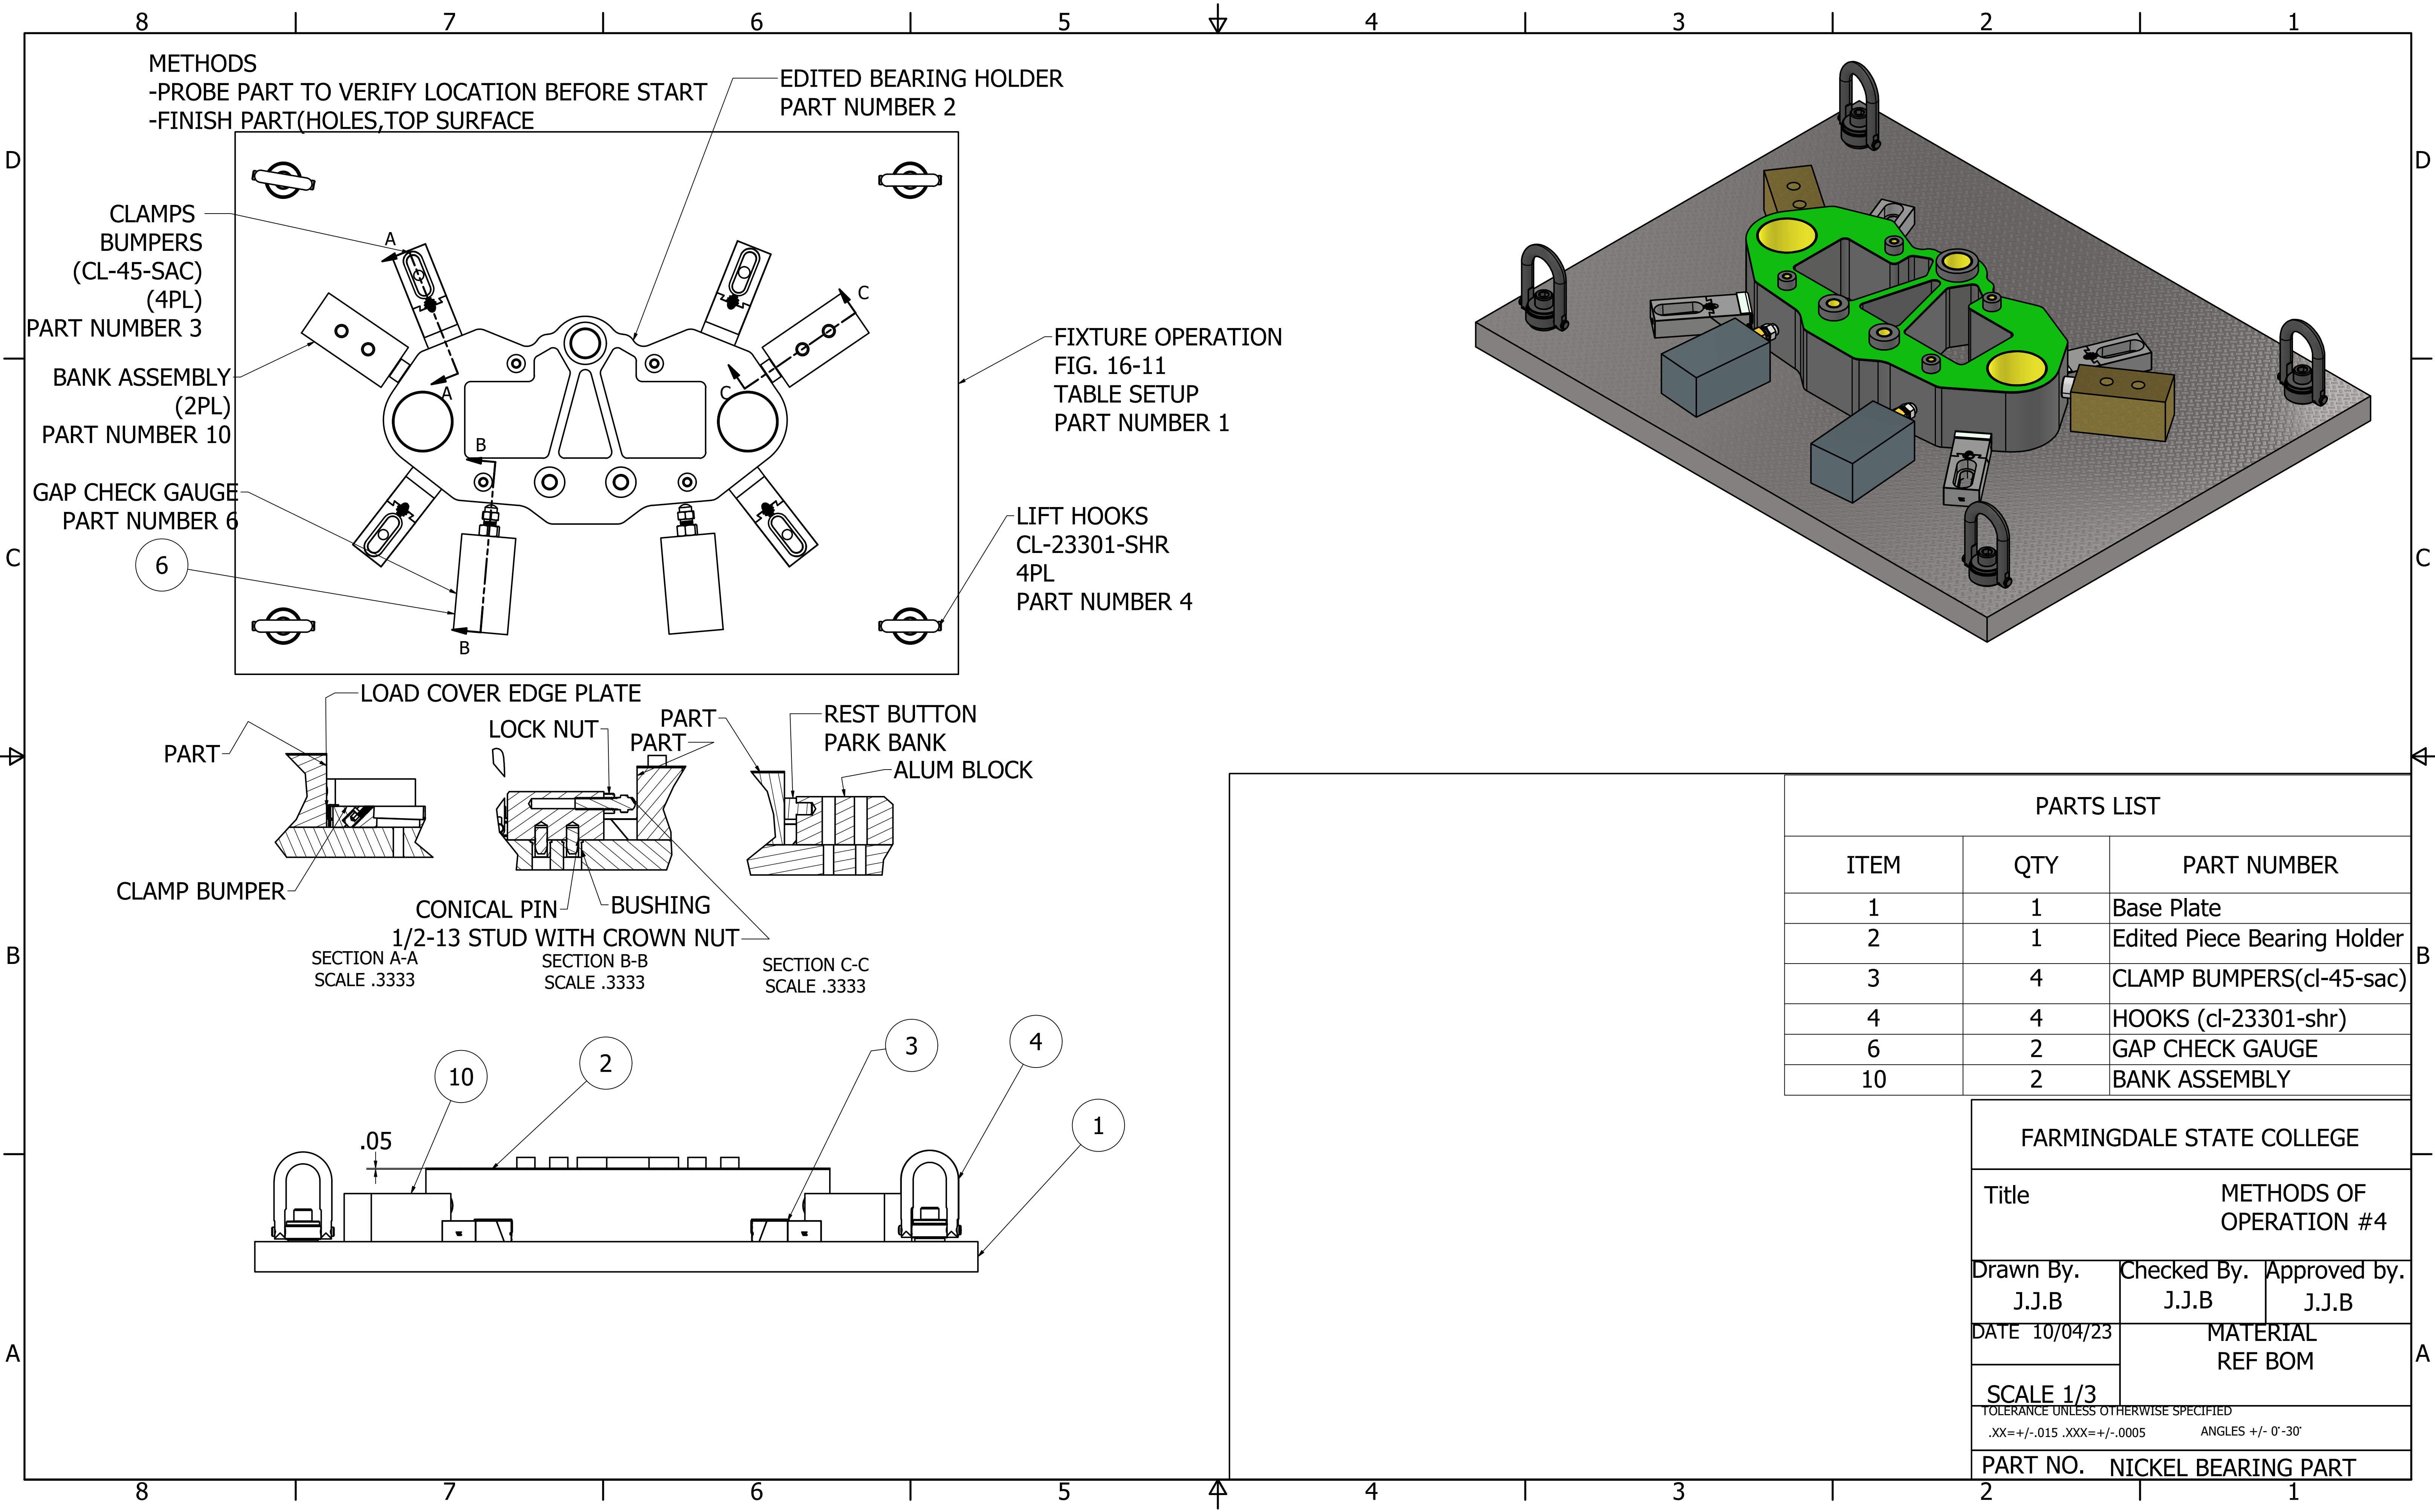 8 7 6 5 4 3 2 1
D
C
B
A
D
C
B
A
METHODS
-PROBE PART TO VERIFY LOCATION BEFORE START
-FINISH PART(HOLES,TOP SURFACE
EDITED BEARING HOLDER
PART NUMBER 2
CLAMPS
BUMPERS
(CL-45-SAC)
(4PL)
PART NUMBER 3
BANK ASSEMBLY
(2PL)
PART NUMBER 10
GAP CHECK GAUGE
PART NUMBER 6
6
A
A
B
B
C
C
FIXTURE OPERATION
FIG. 16-11
TABLE SETUP
PART NUMBER 1
LIFT HOOKS
CL-23301-SHR
4PL
PART NUMBER 4
LOAD COVER EDGE PLATE
PART
CLAMP BUMPER
SECTION A-A
SCALE .3333
LOCK NUT
PART
CONICAL PIN
BUSHING
1/2-13 STUD WITH CROWN NUT
SECTION B-B
SCALE .3333
PART
REST BUTTON
PARK BANK
ALUM BLOCK
SECTION C-C
SCALE .3333
10
2
3
4
1
.05
PARTS LIST
ITEM QTY PART NUMBER
1 1 Base Plate
2 1 Edited Piece Bearing Holder
3 4 CLAMP BUMPERS(cl-45-sac)
4 4 HOOKS (cl-23301-shr)
6 2 GAP CHECK GAUGE
10 2 BANK ASSEMBLY
FARMINGDALE STATE COLLEGE
Title METHODS OF
OPERATION #4
Drawn By. Checked By. Approved by.
J.J.B J.J.B J.J.B
DATE 10/04/23
MATERIAL
REF BOM
SCALE 1/3
TOLERANCE UNLESS OTHERWISE SPECIFIED
.XX=+/-.015 .XXX=+/-.0005 ANGLES +/- 0°-30'
PART NO. NICKEL BEARING PART
8 7 6 5 4 3 2 1